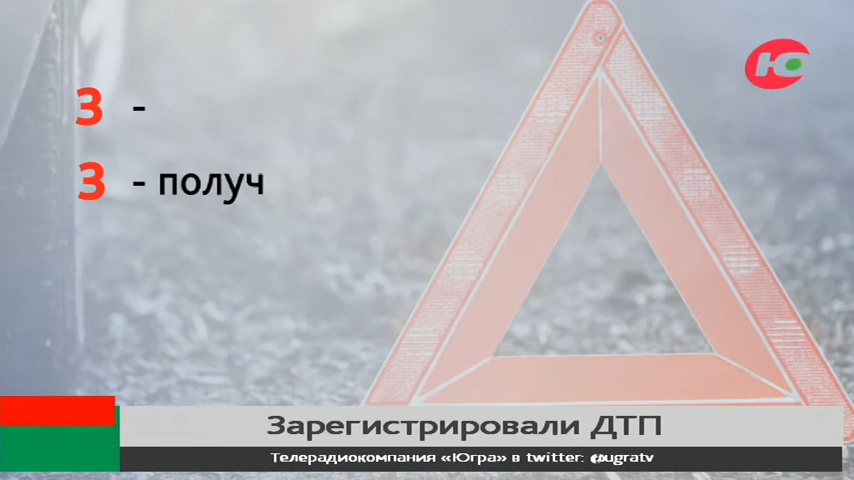 3 -
3 - получ
Ю
Зарегистрировали ДТП
Телерадиокомпания «Югра» в twitter: @ugratv